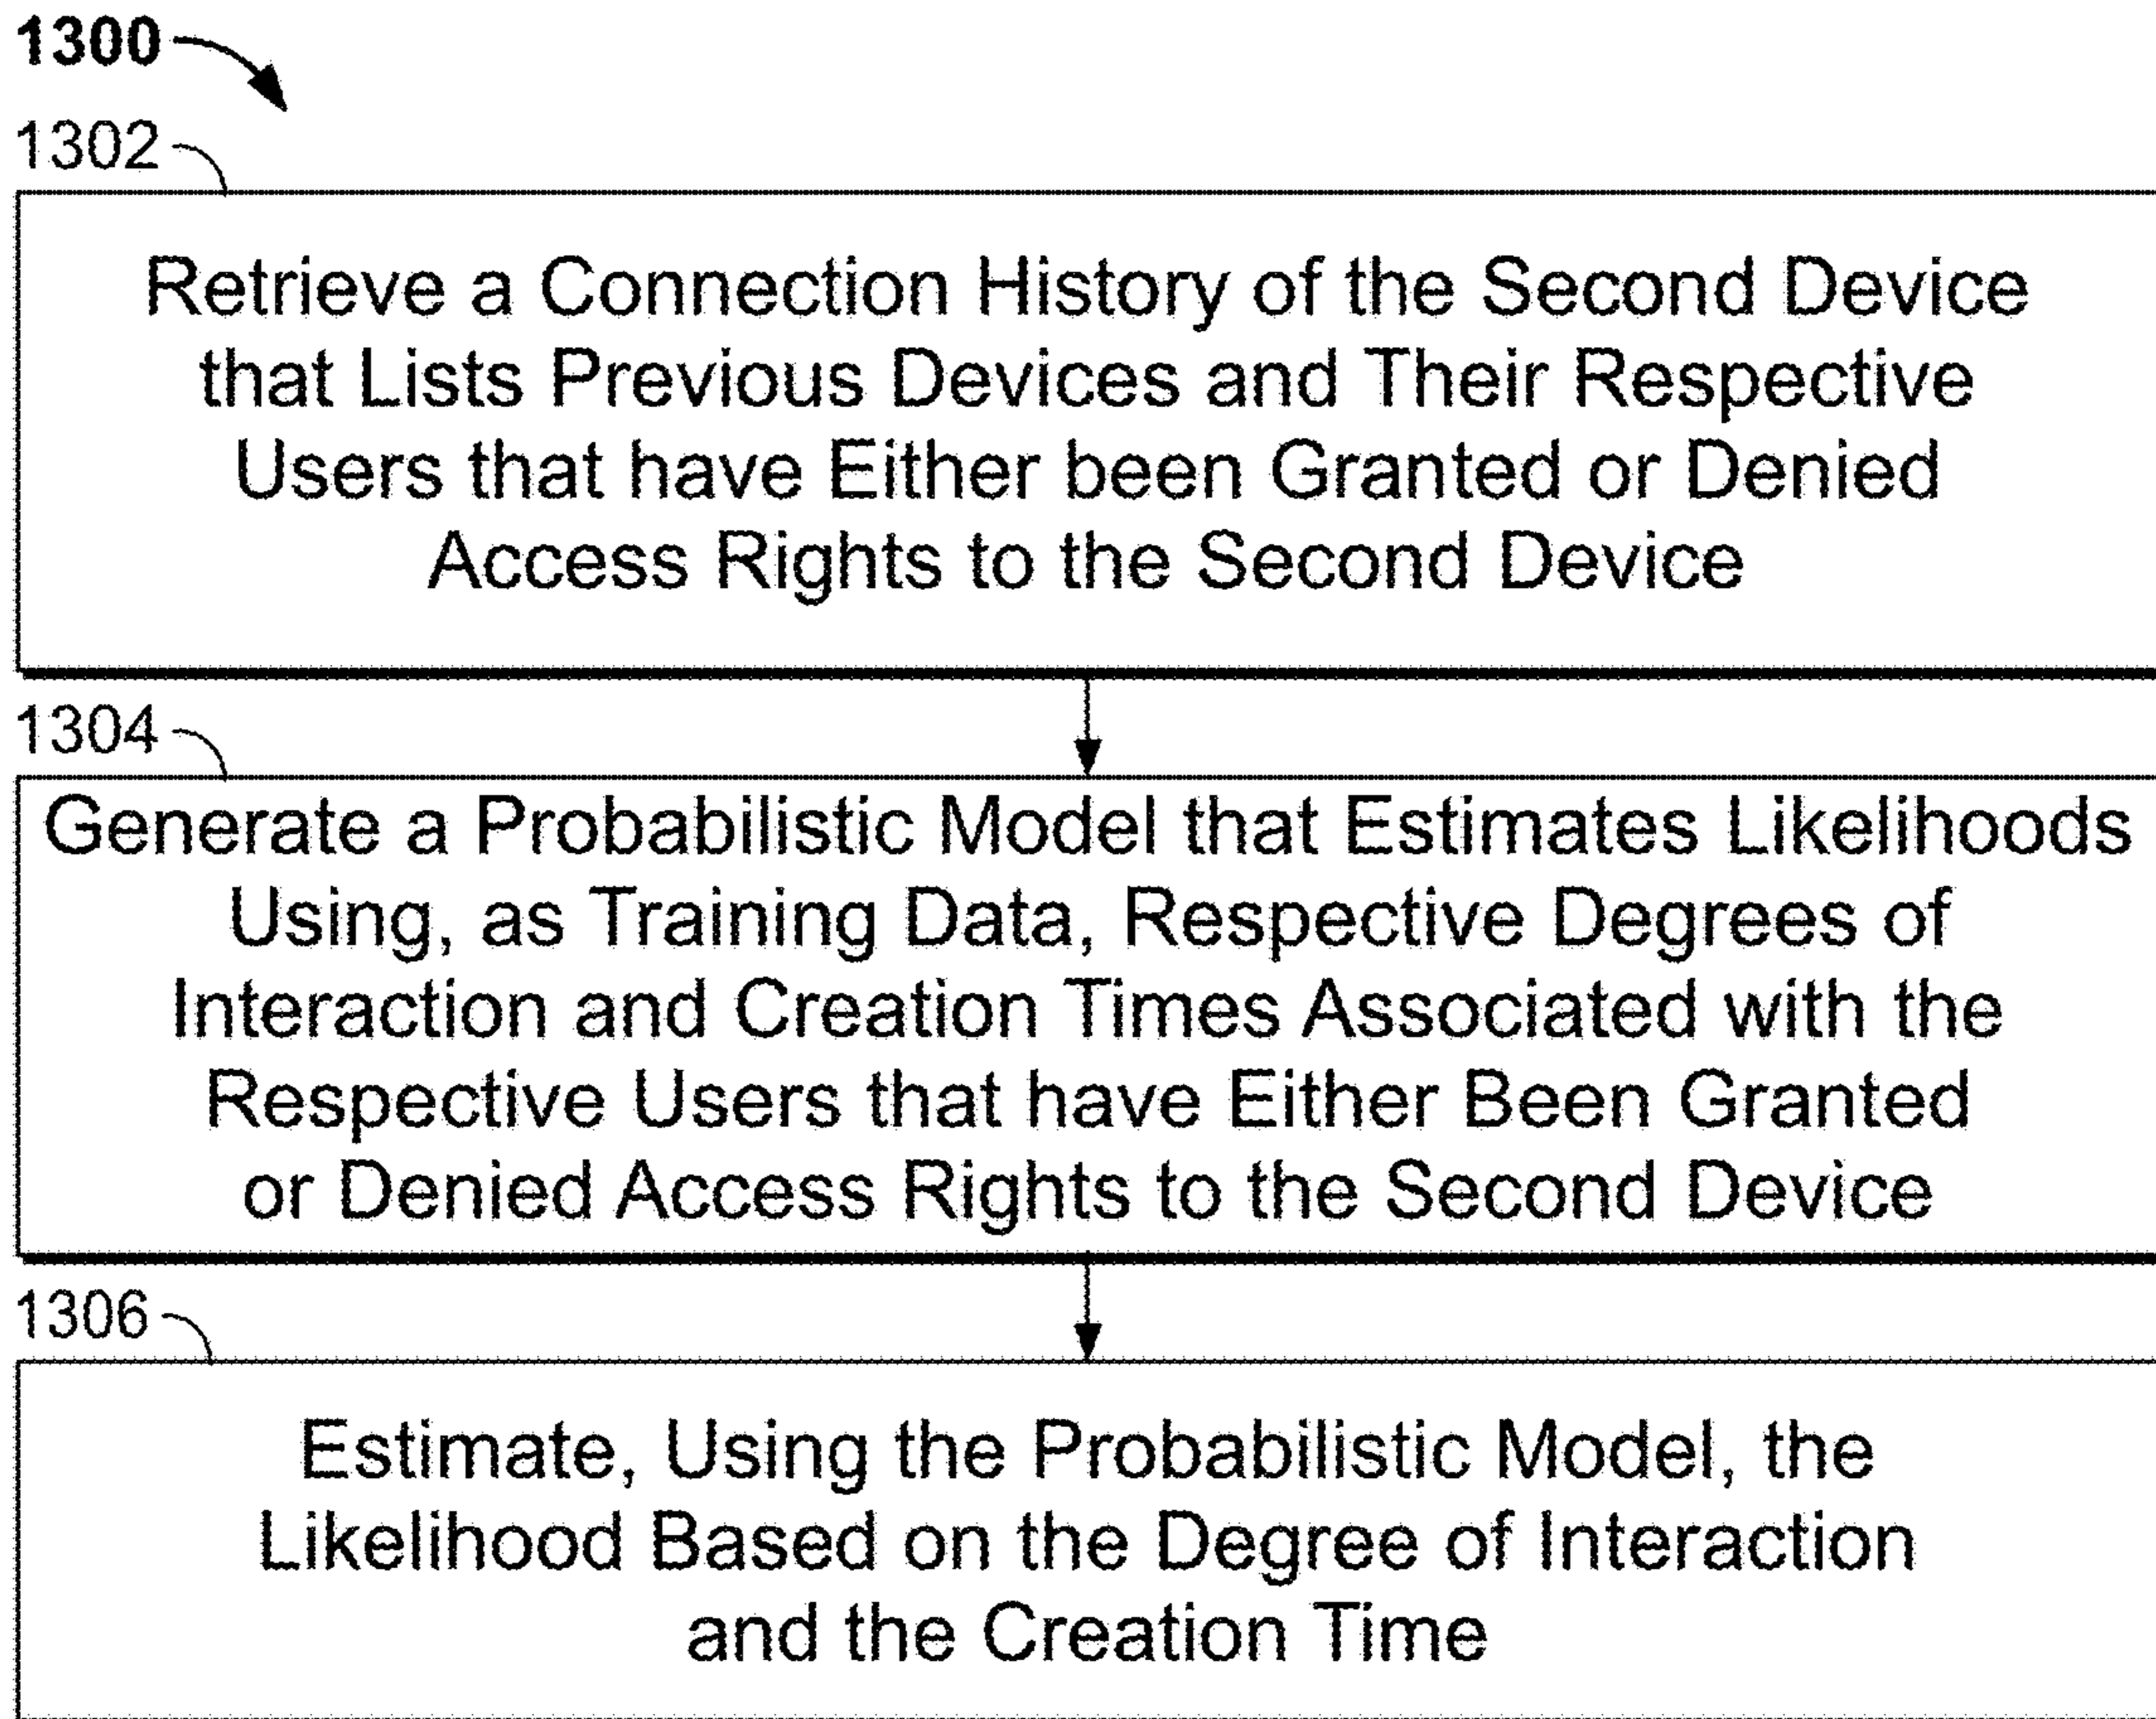 1300
1302
Retrieve a Connection History of the Second Device
that Lists Previous Devices and Their Respective
Users that have Either been Granted or Denied
Access Rights to the Second Device
1304
Generate a Probabilistic Model that Estimates Likelihoods
Using, as Training Data, Respective Degrees of
Interaction and Creation Times Associated with the
Respective Users that have Either Been Granted
or Denied Access Rights to the Second Device
1306
Estimate, Using the Probabilistic Model, the
Likelihood Based on the Degree of Interaction
and the Creation Time